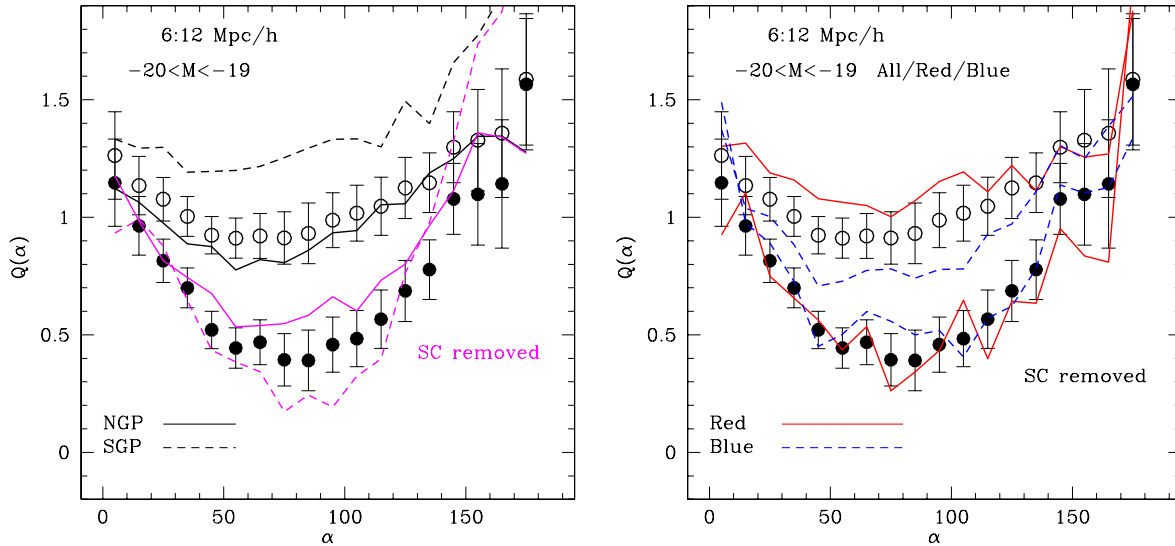 6:12 Mpc/h
−20<M<−19
1.5
1
0.5
0
Q(α)
SC removed
NGP
SGP
0
50
100
150
α
6:12 Mpc/h
−20<M<−19 All/Red/Blue
1.5
1
0.5
0
Q(α)
SC removed
Red
Blue
0
50
100
150
α